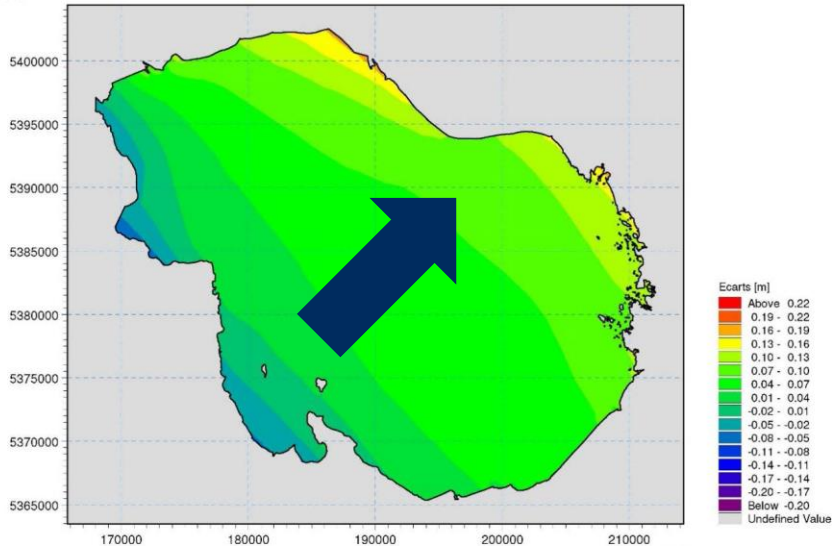 5400000
5395000
5390000
5385000
5380000
5375000
5370000
5365000
170000 180000 190000 200000 210000
Ecarts [m]
Above 0.22
0.19 - 0.22
0.16 - 0.19
0.13 - 0.16
0.10 - 0.13
0.07 - 0.10
0.04 - 0.07
0.01 - 0.04
-0.02 - 0.01
-0.05 - -0.02
-0.08 - -0.05
-0.11 - -0.08
-0.14 - -0.11
-0.17 - -0.14
-0.20 - -0.17
Below -0.20
Undefined Value